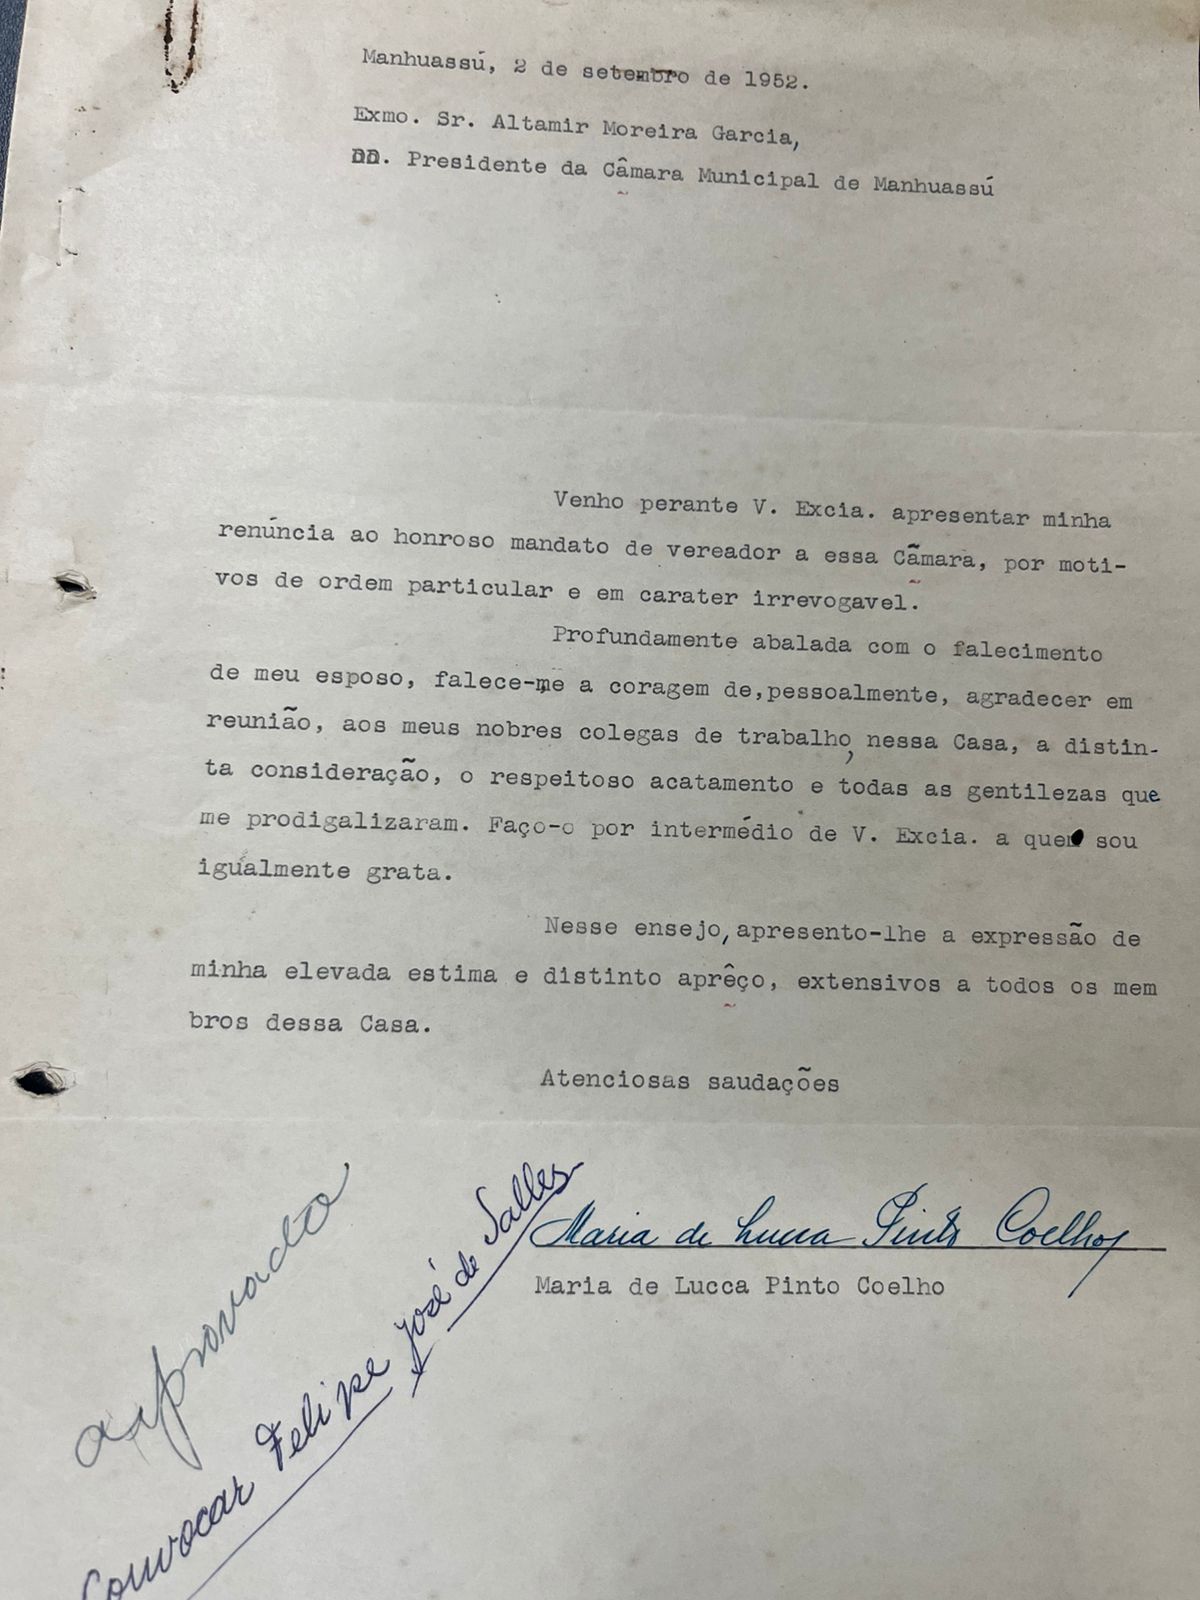 Manhuassú, 2 de setembro de 1952.
Exmo. Sr. Altamir Moreira Garcia,
DD. Presidente da Câmara Municipal de Manhuassú
Venho perante V. Excia. apresentar minha
renúncia ao honroso mandato de vereador a essa Câmara, por moti-
vos de ordem particular e em carater irrevogavel.
Profundamente abalada com o falecimento
de meu esposo, falece-me a coragem de,pessoalmente, agradecer em
reunião, aos meus nobres colegas de trabalho, nessa Casa, a distin-
ta consideração, o respeitoso acatamento e todas as gentilezas que
me prodigalizaram. Faço-o por intermédio de V. Excia. a quem sou
igualmente grata.
Nesse ensejo, apresento-lhe a expressão de
minha elevada estima e distinto aprêço, extensivos a todos os mem
bros dessa Casa.
Atenciosas saudações
Maria de Lucca Pinto Coelho
Maria de Lucca Pinto Coelho
aprovado
Convocar Felipe José de Salles